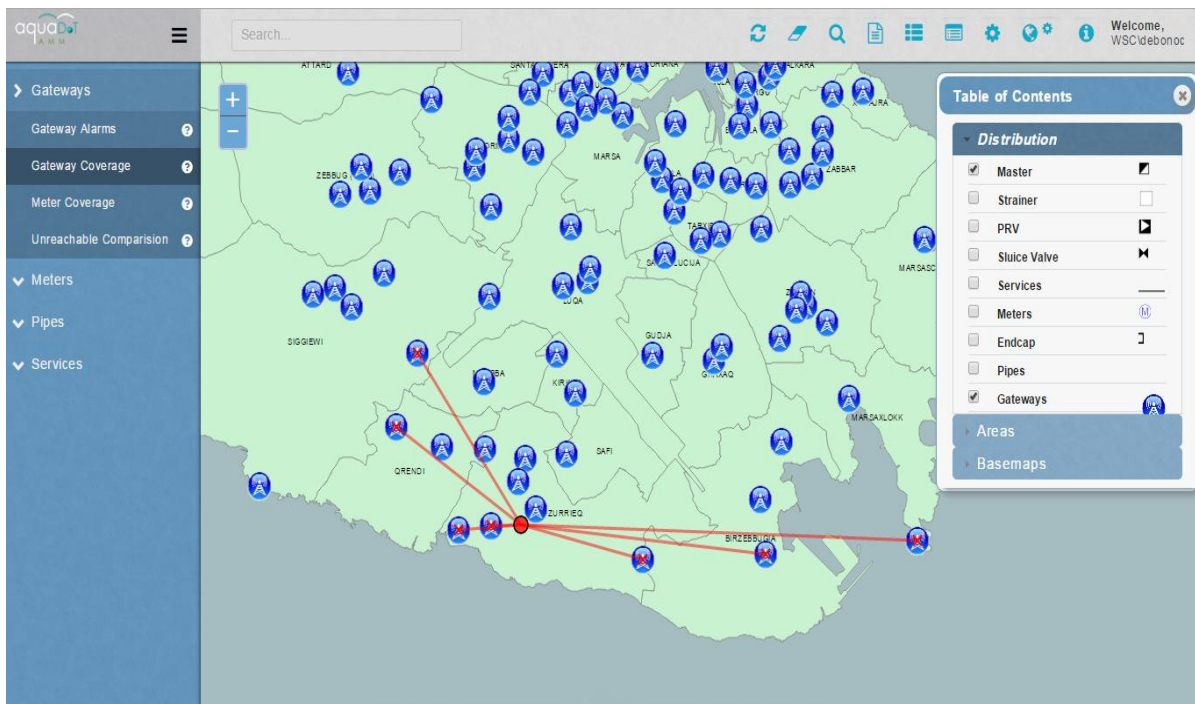 aquaDoT
AMM
Search...
Welcome,
WSC\debonoc
Gateways
Gateway Alarms
Gateway Coverage
Meter Coverage
Unreachable Comparision
Meters
Pipes
Services
+
−
Table of Contents
Distribution
Master
Strainer
PRV
Sluice Valve
Services
Meters
M
Endcap
Pipes
Gateways
Areas
Basemaps
ATTARD
MARSA
ZABBAR
ZEBBUG
LUQA
SIGGIEWI
GUDJA
MARSAXLOKK
QRENDI
SAFI
ZURRIEQ
BIRZEBBUGIA